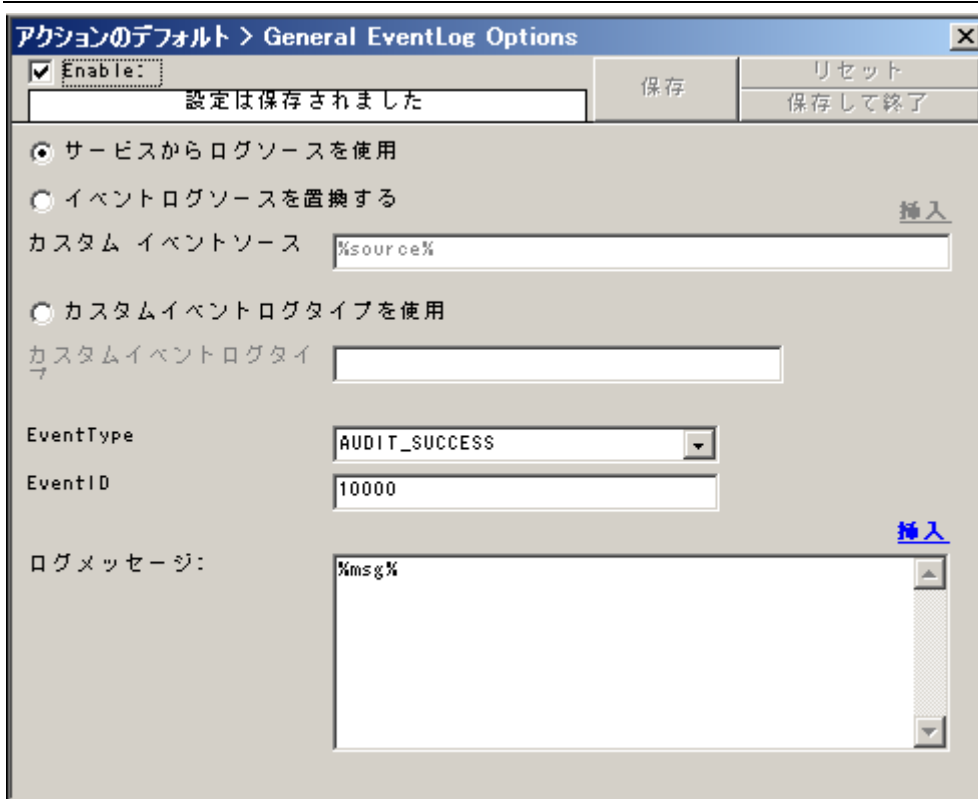 アクションのデフォルト > General EventLog Options
Enable:
設定は保存されました
保存
リセット
保存して終了
サービスからログソースを使用
イベントログソースを置換する
挿入
カスタム イベントソース
%source%
カスタムイベントログタイプを使用
カスタムイベントログタイプ
EventType
AUDIT_SUCCESS
EventID
10000
挿入
ログメッセージ:
%msg%